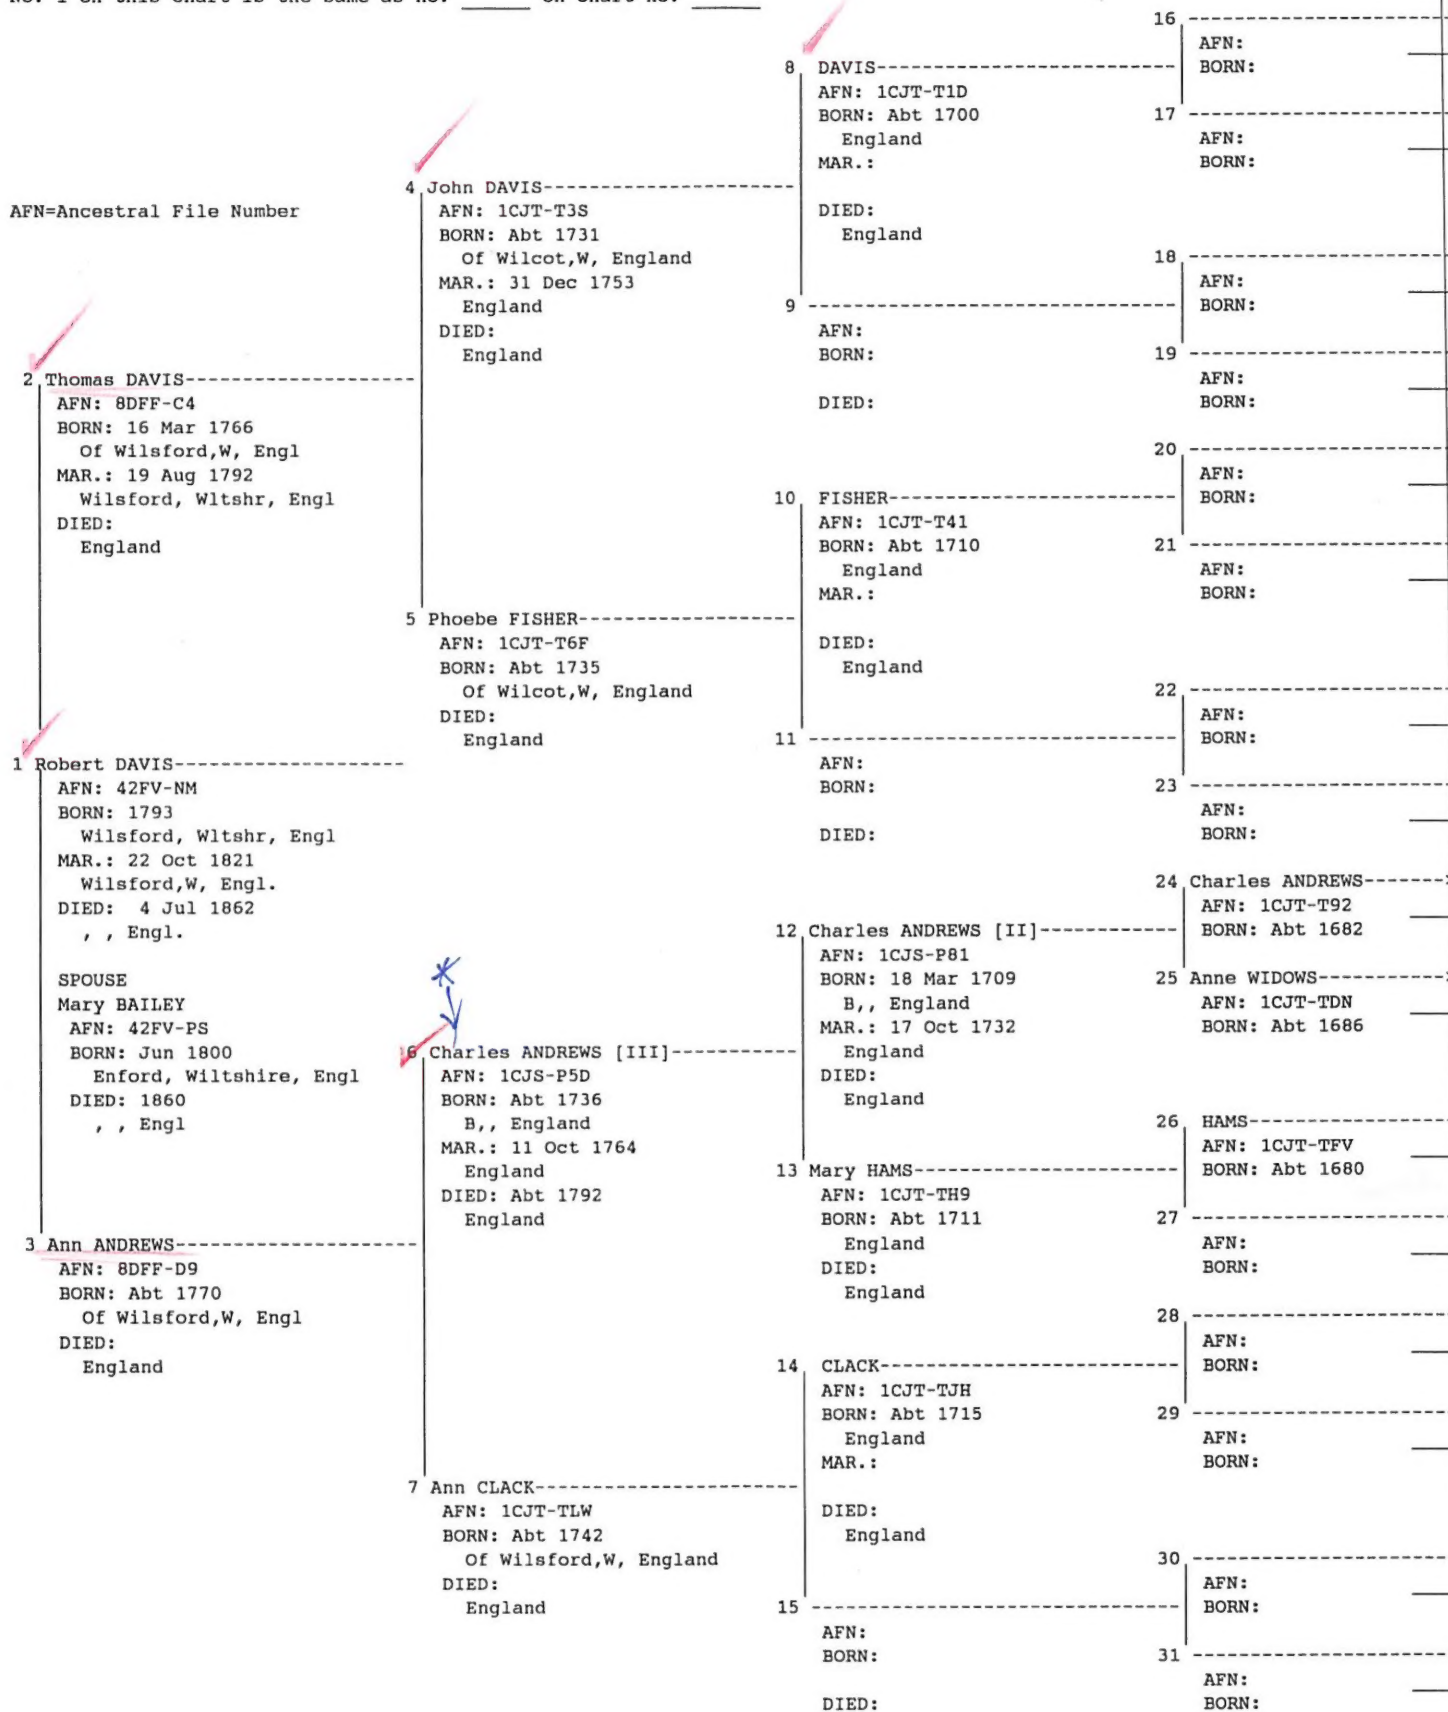 No. 1 on this chart is the same as no. ______ on chart no. ______
AFN=Ancestral File Number
1 Robert DAVIS-------------------
AFN: 42FV-NM
BORN: 1793
Wilsford, Wltshr, Engl
MAR.: 22 Oct 1821
Wilsford,W, Engl.
DIED: 4 Jul 1862
, , Engl.
SPOUSE
Mary BAILEY
AFN: 42FV-PS
BORN: Jun 1800
Enford, Wiltshire, Engl
DIED: 1860
, , Engl
2 Thomas DAVIS-------------------
AFN: 8DFF-C4
BORN: 16 Mar 1766
Of Wilsford,W, Engl
MAR.: 19 Aug 1792
Wilsford, Wltshr, Engl
DIED:
England
3 Ann ANDREWS--------------------
AFN: 8DFF-D9
BORN: Abt 1770
Of Wilsford,W, Engl
DIED:
England
4 John DAVIS---------------------
AFN: 1CJT-T3S
BORN: Abt 1731
Of Wilcot,W, England
MAR.: 31 Dec 1753
England
DIED:
England
5 Phoebe FISHER------------------
AFN: 1CJT-T6F
BORN: Abt 1735
Of Wilcot,W, England
DIED:
England
*
6 Charles ANDREWS [III]----------
AFN: 1CJS-P5D
BORN: Abt 1736
B,, England
MAR.: 11 Oct 1764
England
DIED: Abt 1792
England
7 Ann CLACK----------------------
AFN: 1CJT-TLW
BORN: Abt 1742
Of Wilsford,W, England
DIED:
England
8 DAVIS-------------------------
AFN: 1CJT-T1D
BORN: Abt 1700
England
MAR.:
DIED:
England
9 -------------------------------
AFN:
BORN:
DIED:
10 FISHER------------------------
AFN: 1CJT-T41
BORN: Abt 1710
England
MAR.:
DIED:
England
11 -------------------------------
AFN:
BORN:
DIED:
12 Charles ANDREWS [II]-----------
AFN: 1CJS-P81
BORN: 18 Mar 1709
B,, England
MAR.: 17 Oct 1732
England
DIED:
England
13 Mary HAMS----------------------
AFN: 1CJT-TH9
BORN: Abt 1711
England
DIED:
England
14 CLACK-------------------------
AFN: 1CJT-TJH
BORN: Abt 1715
England
MAR.:
DIED:
England
15 -------------------------------
AFN:
BORN:
DIED:
16 ----------------------
AFN:
BORN:
17 ----------------------
AFN:
BORN:
18 ----------------------
AFN:
BORN:
19 ----------------------
AFN:
BORN:
20 ----------------------
AFN:
BORN:
21 ----------------------
AFN:
BORN:
22 ----------------------
AFN:
BORN:
23 ----------------------
AFN:
BORN:
24 Charles ANDREWS------->
AFN: 1CJT-T92
BORN: Abt 1682
25 Anne WIDOWS----------->
AFN: 1CJT-TDN
BORN: Abt 1686
26 HAMS-----------------
AFN: 1CJT-TFV
BORN: Abt 1680
27 ----------------------
AFN:
BORN:
28 ----------------------
AFN:
BORN:
29 ----------------------
AFN:
BORN:
30 ----------------------
AFN:
BORN:
31 ----------------------
AFN:
BORN: